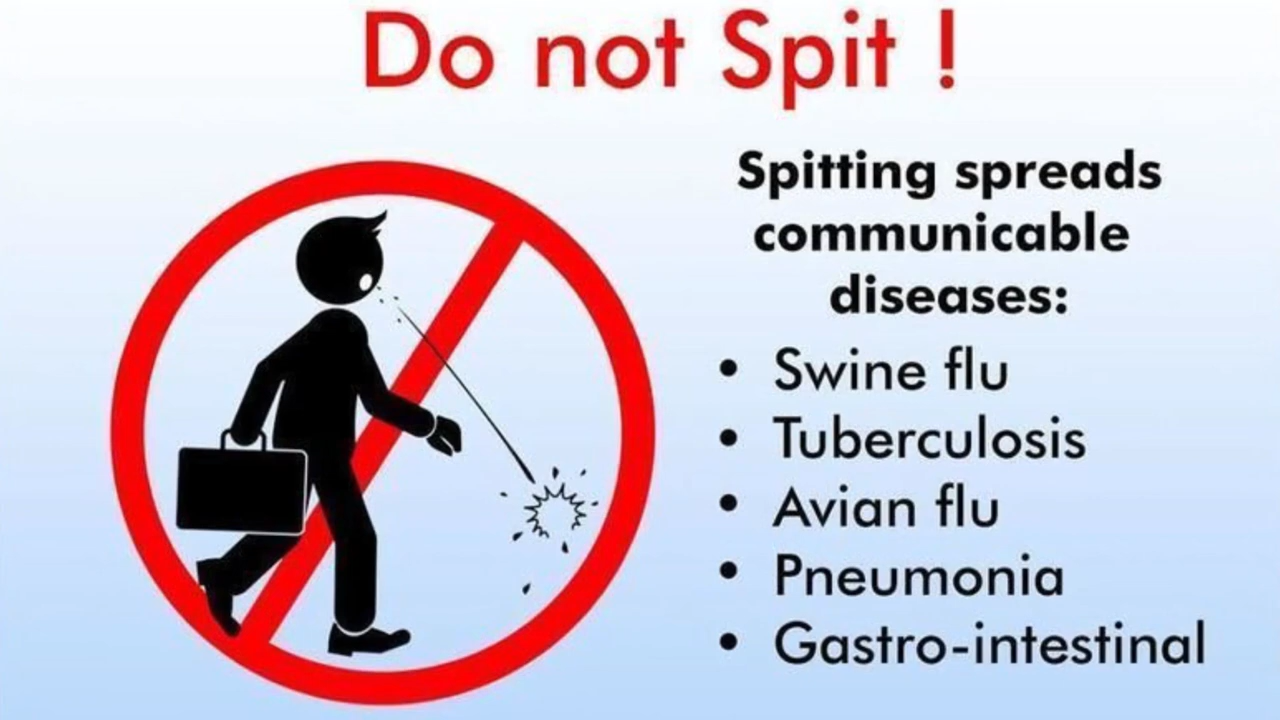 Do not Spit !
Spitting spreads
communicable
diseases:
• Swine flu
• Tuberculosis
• Avian flu
• Pneumonia
• Gastro-intestinal